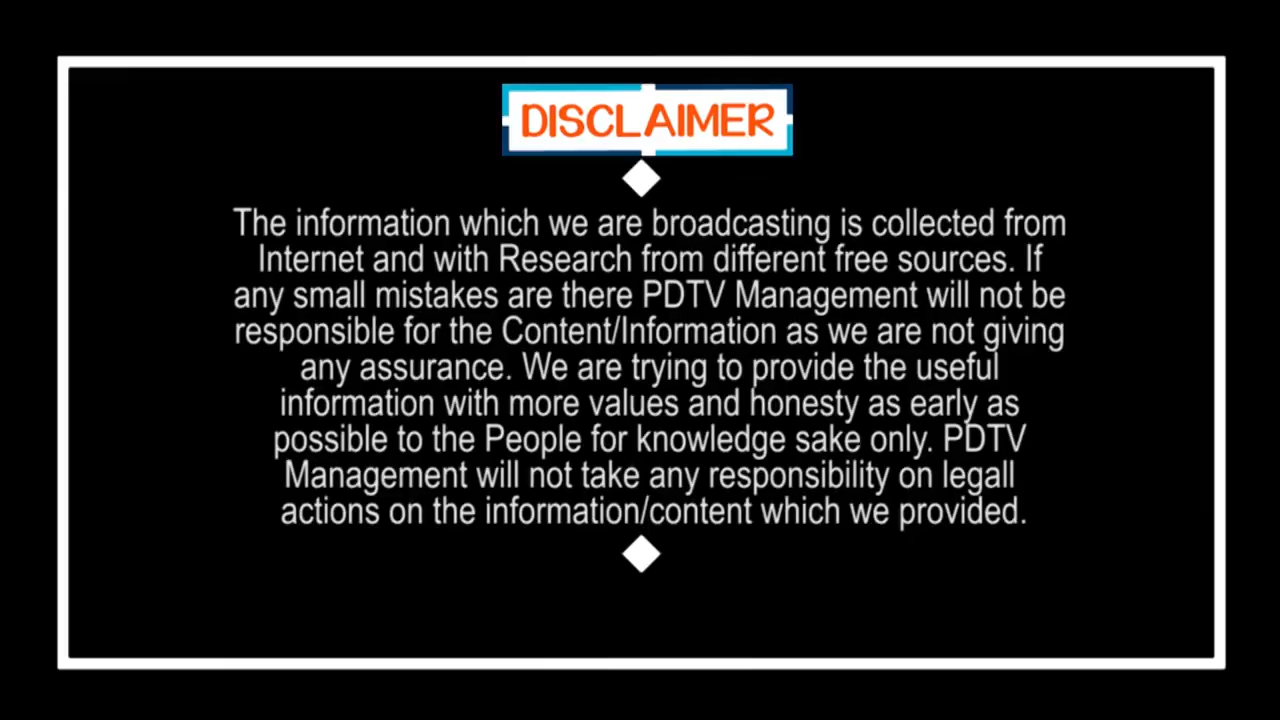 DISCLAIMER
The information which we are broadcasting is collected from
Internet and with Research from different free sources. If
any small mistakes are there PDTV Management will not be
responsible for the Content/Information as we are not giving
any assurance. We are trying to provide the useful
information with more values and honesty as early as
possible to the People for knowledge sake only. PDTV
Management will not take any responsibility on legall
actions on the information/content which we provided.